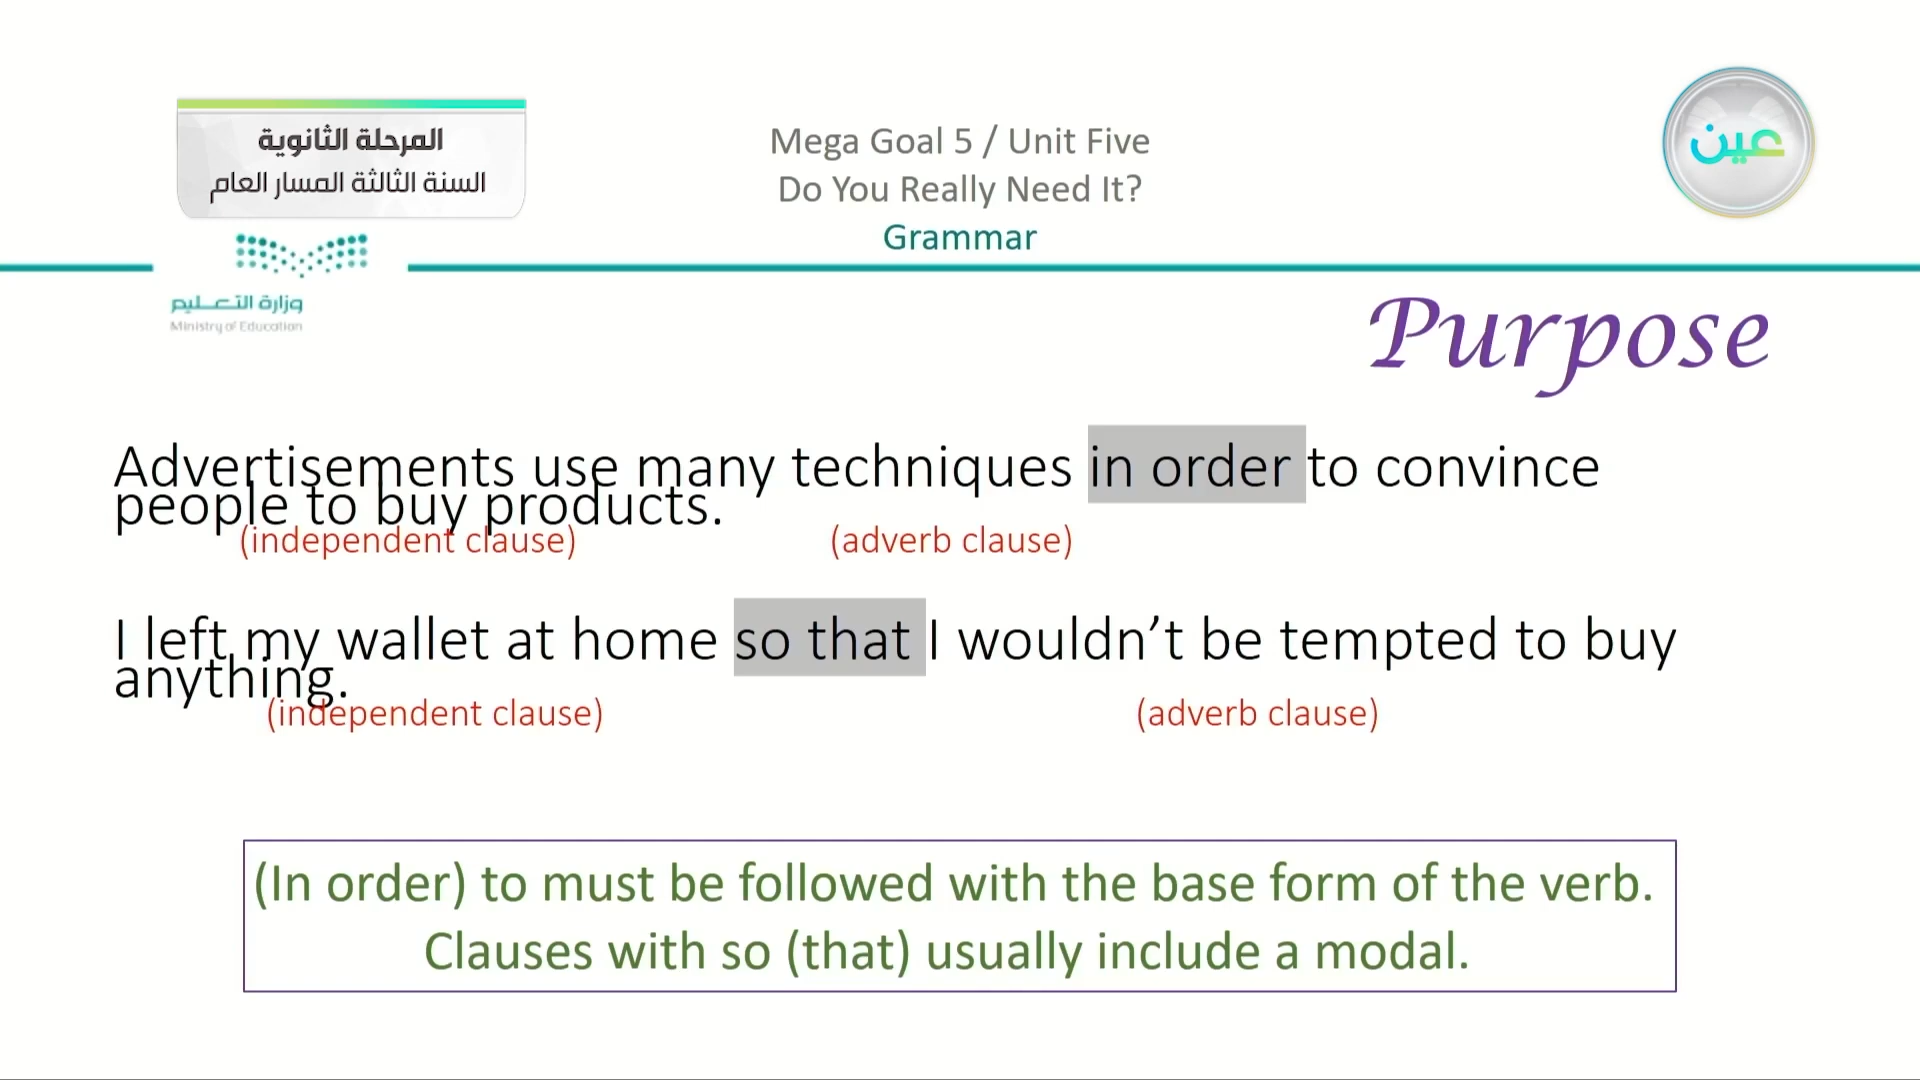 المرحلة الثانوية
السنة الثالثة المسار العام
Mega Goal 5 / Unit Five
Do You Really Need It?
Grammar
عين
وزارة التعليم
Ministry of Education
Purpose
Advertisements use many techniques in order to convince
people to buy products.
(independent clause) (adverb clause)
I left my wallet at home so that I wouldn’t be tempted to buy
anything.
(independent clause) (adverb clause)
(In order) to must be followed with the base form of the verb.
Clauses with so (that) usually include a modal.